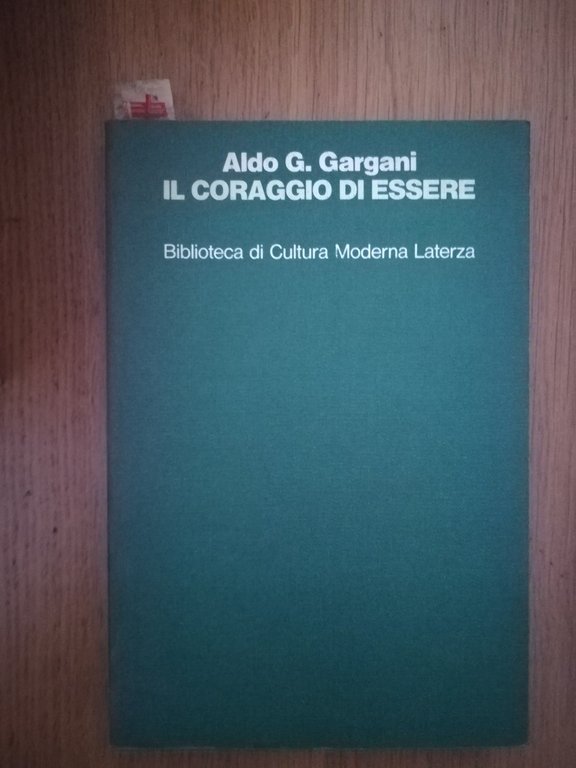 Aldo G. Gargani
IL CORAGGIO DI ESSERE
Biblioteca di Cultura Moderna Laterza